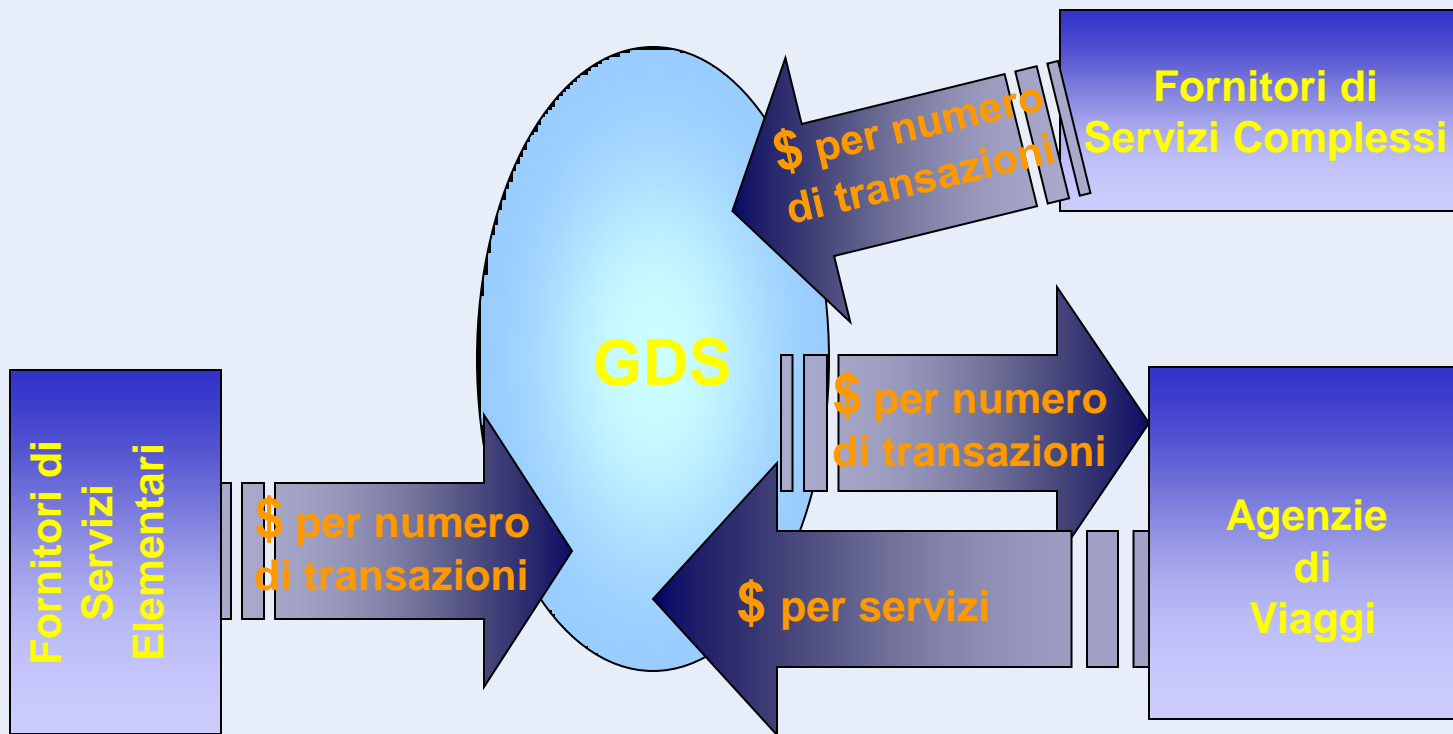 Fornitori di
Servizi Complessi
$ per numero
di transazioni
GDS
$ per numero
di transazioni
Fornitori di
Servizi
Elementari
$ per numero
di transazioni
$ per servizi
Agenzie
di
Viaggi